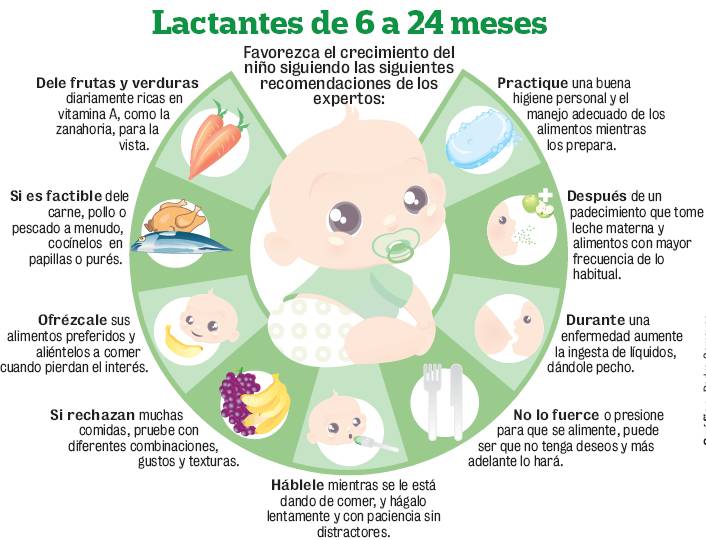 Lactantes de 6 a 24 meses
Favorezca el crecimiento del
niño siguiendo las siguientes
recomendaciones de los
expertos:
Dele frutas y verduras
diariamente ricas en
vitamina A, como la
zanahoria, para la
vista.
Si es factible dele
carne, pollo o
pescado a menudo,
cocínelos en
papillas o purés.
Ofrézcale sus
alimentos preferidos y
aliéntelos a comer
cuando pierdan el interés.
Si rechazan muchas
comidas, pruebe con
diferentes combinaciones,
gustos y texturas.
Háblele mientras se le está
dando de comer, y hágalo
lentamente y con paciencia sin
distractores.
No lo fuerce o presione
para que se alimente, puede
ser que no tenga deseos y más
adelante lo hará.
Durante una
enfermedad aumente
la ingesta de líquidos,
dándole pecho.
Después de un
padecimiento que tome
leche materna y
alimentos con mayor
frecuencia de lo
habitual.
Practique una buena
higiene personal y el
manejo adecuado de los
alimentos mientras
los prepara.